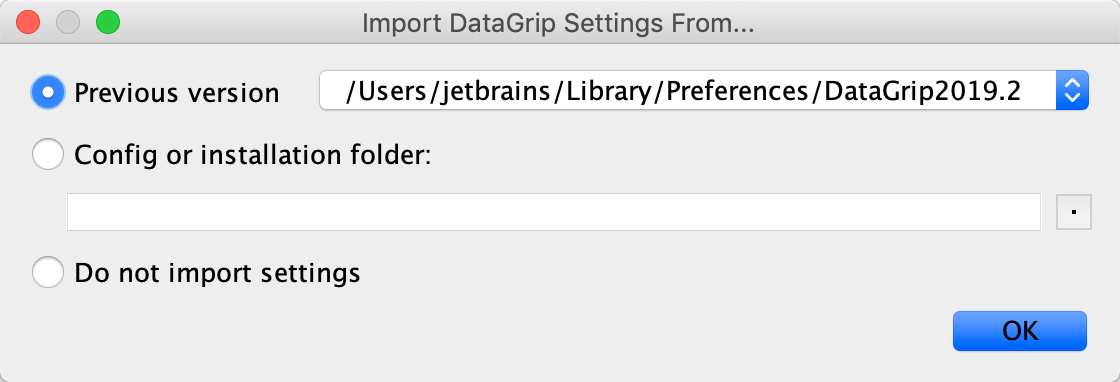 Import DataGrip Settings From...
Previous version /Users/jetbrains/Library/Preferences/DataGrip2019.2
Config or installation folder:
.
Do not import settings
OK